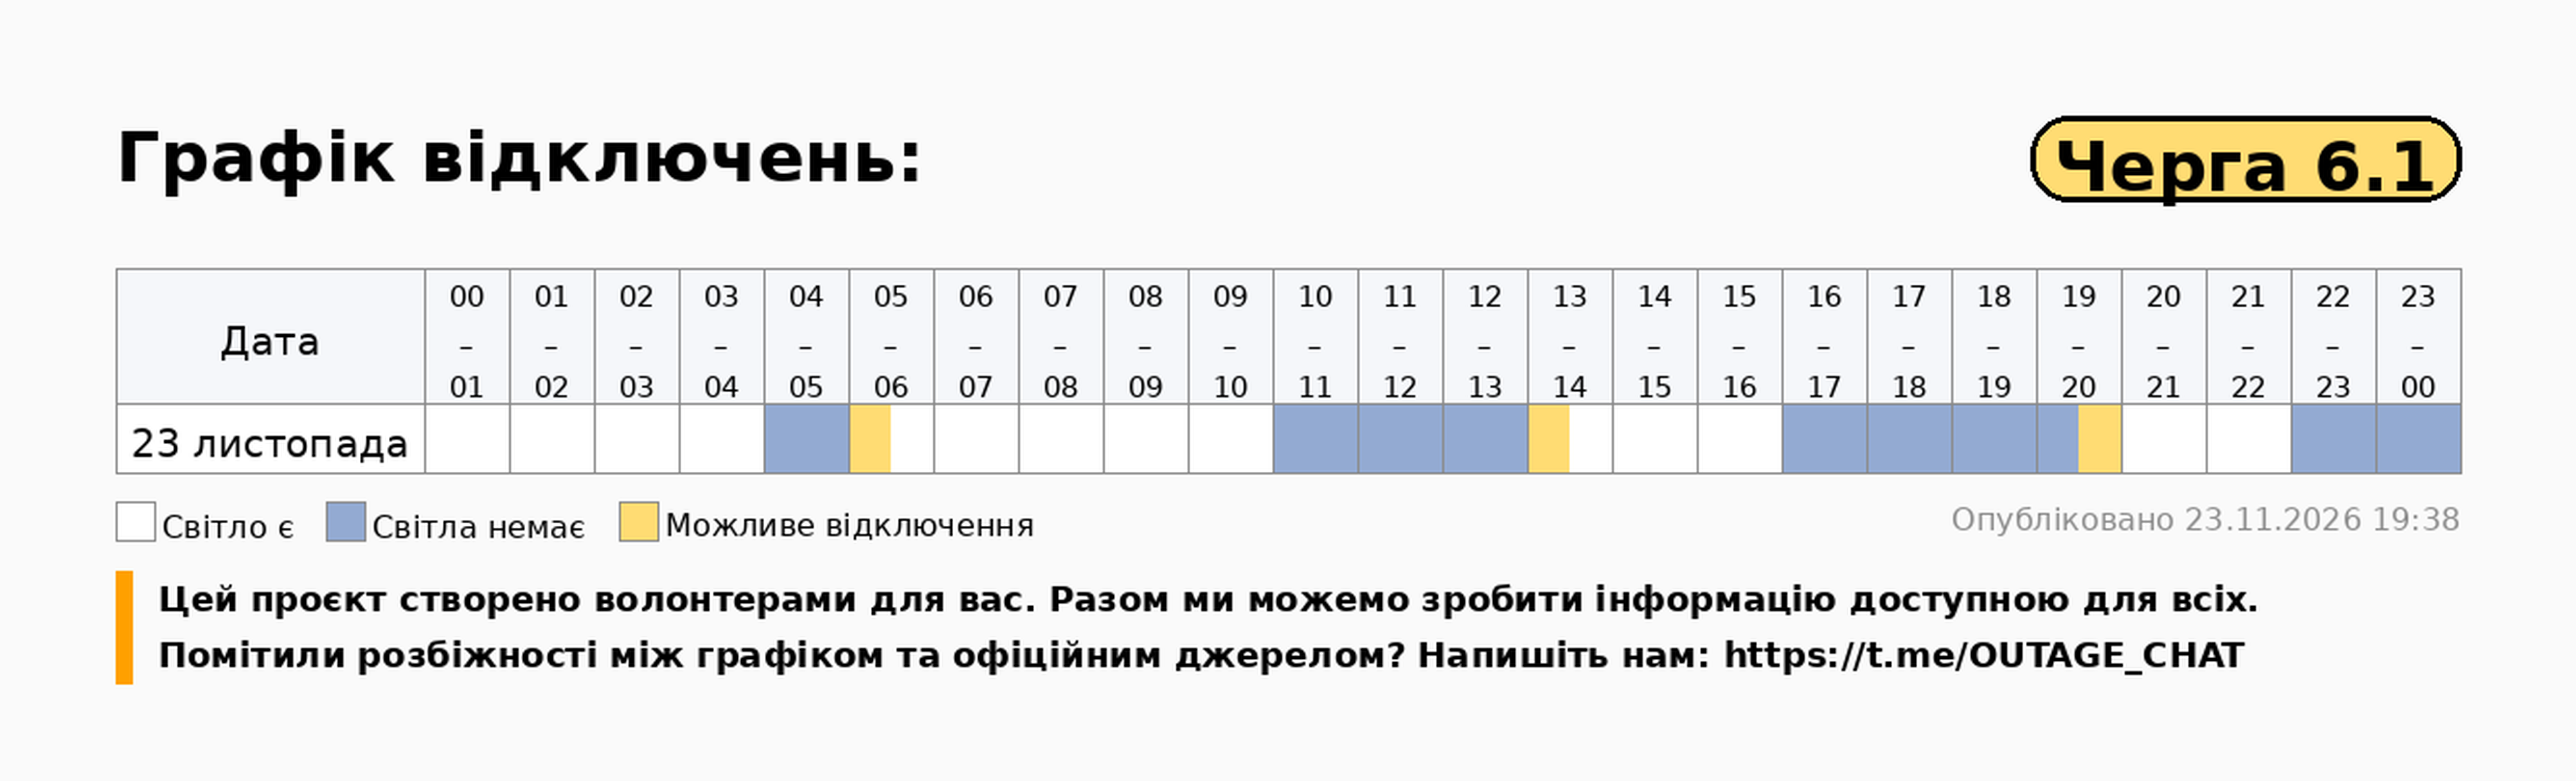 Графік відключень:
Черга 6.1
Дата
00 – 01
01 – 02
02 – 03
03 – 04
04 – 05
05 – 06
06 – 07
07 – 08
08 – 09
09 – 10
10 – 11
11 – 12
12 – 13
13 – 14
14 – 15
15 – 16
16 – 17
17 – 18
18 – 19
19 – 20
20 – 21
21 – 22
22 – 23
23 – 00
23 листопада
Світло є
Світла немає
Можливе відключення
Опубліковано 23.11.2026 19:38
Цей проєкт створено волонтерами для вас. Разом ми можемо зробити інформацію доступною для всіх.
Помітили розбіжності між графіком та офіційним джерелом? Напишіть нам: https://t.me/OUTAGE_CHAT